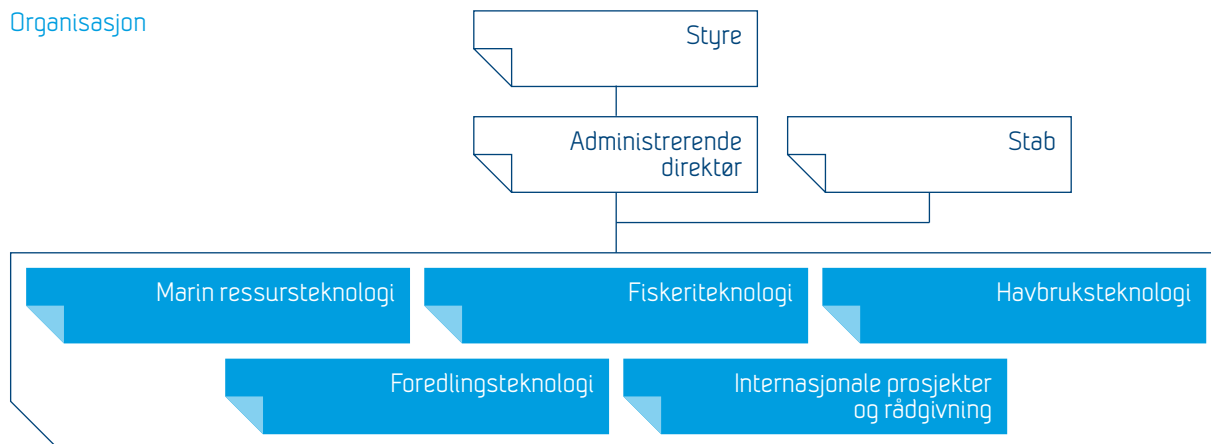 Organisasjon
Styre
Administrerende
direktør
Stab
Marin ressursteknologi
Fiskeriteknologi
Havbruksteknologi
Foredlingsteknologi
Internasjonale prosjekter
og rådgivning